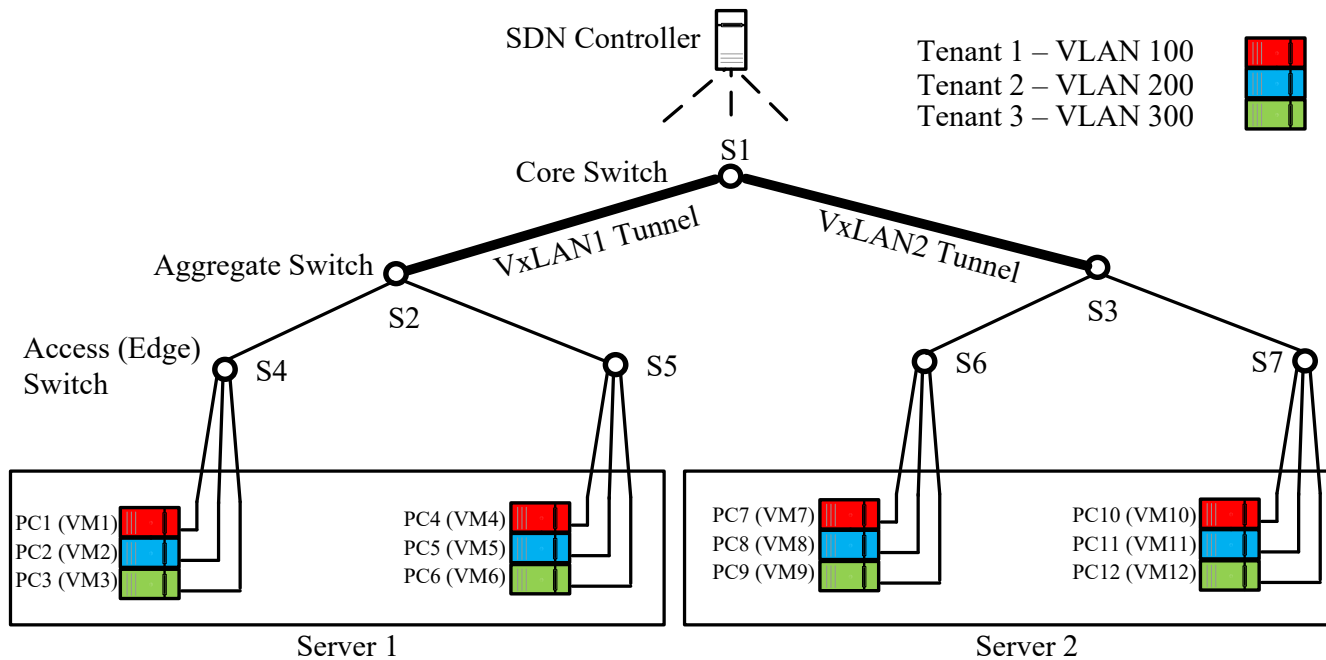 SDN Controller
Tenant 1 – VLAN 100
Tenant 2 – VLAN 200
Tenant 3 – VLAN 300
S1
Core Switch
VxLAN1 Tunnel
VxLAN2 Tunnel
Aggregate Switch
S2
S3
Access (Edge)
Switch
S4
S5
S6
S7
PC1 (VM1)
PC2 (VM2)
PC3 (VM3)
PC4 (VM4)
PC5 (VM5)
PC6 (VM6)
PC7 (VM7)
PC8 (VM8)
PC9 (VM9)
PC10 (VM10)
PC11 (VM11)
PC12 (VM12)
Server 1
Server 2